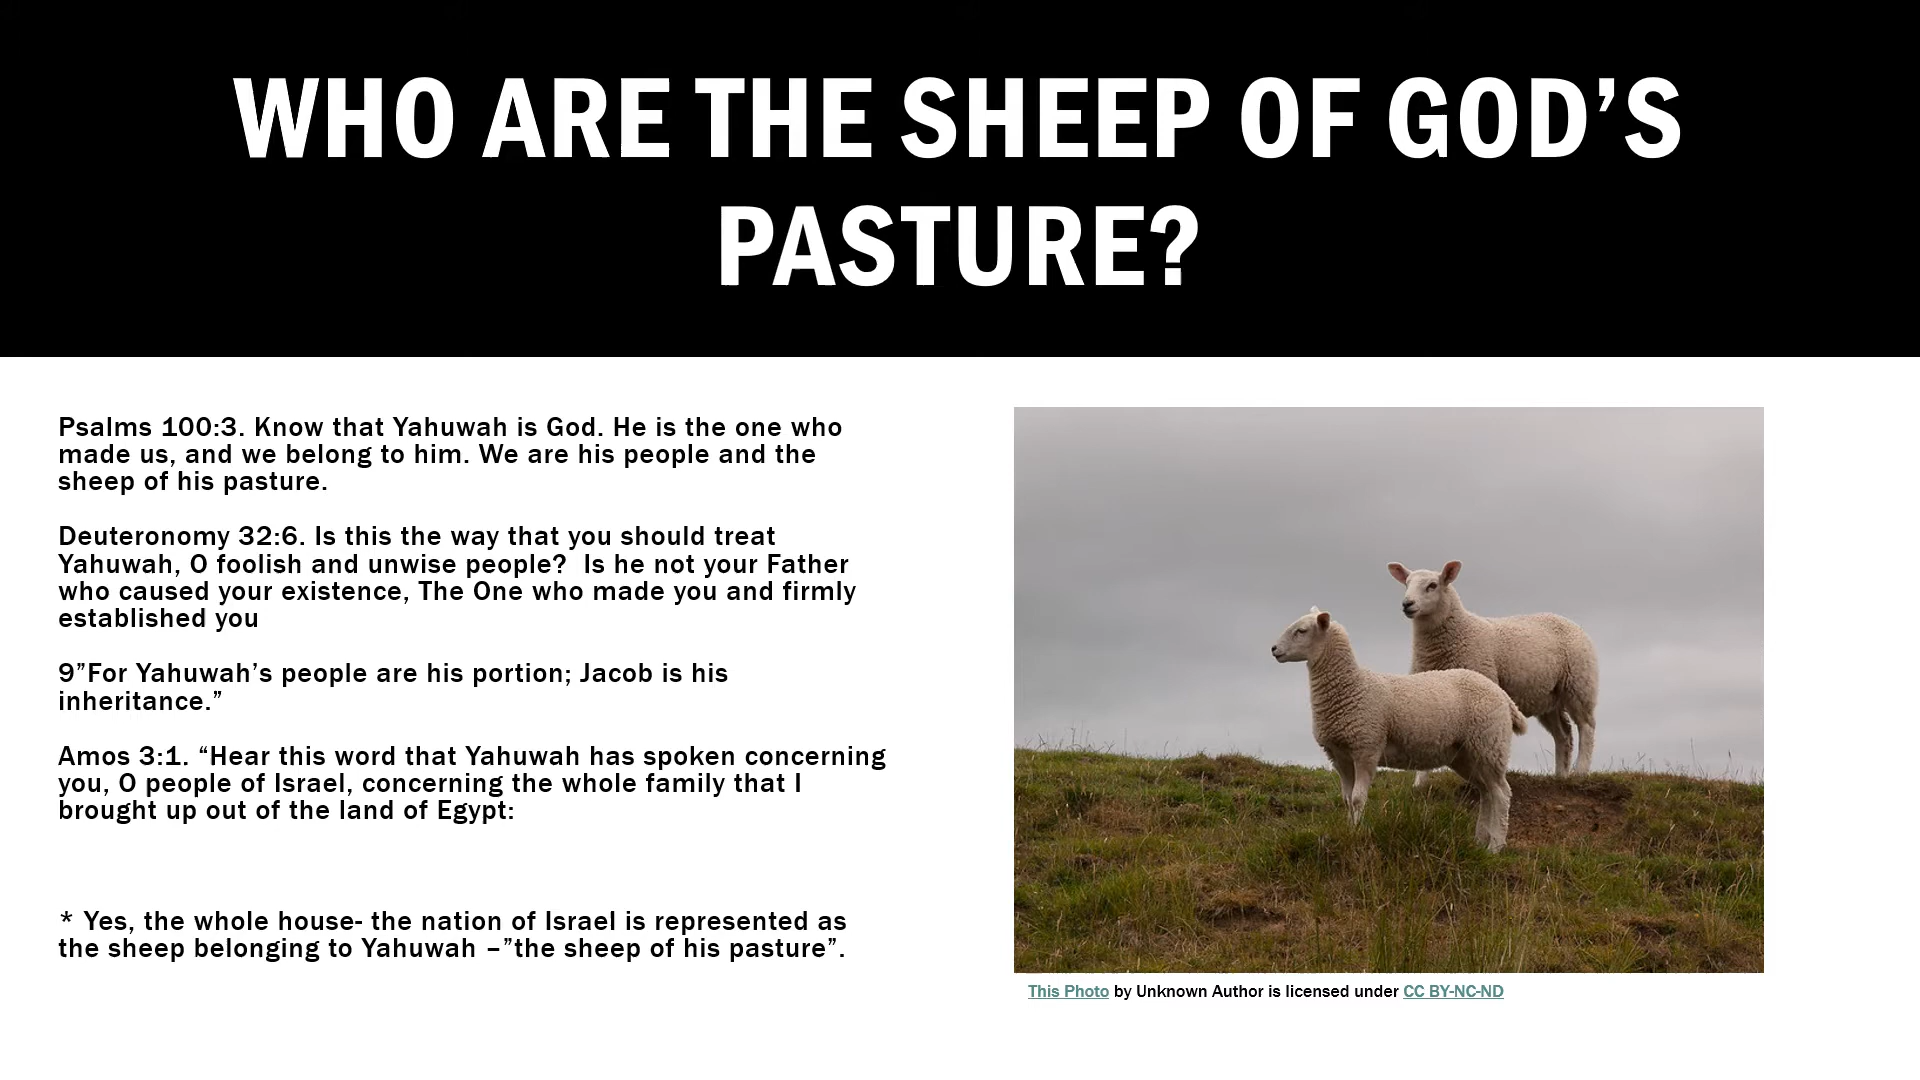 WHO ARE THE SHEEP OF GOD’S
PASTURE?
Psalms 100:3. Know that Yahuwah is God. He is the one who
made us, and we belong to him. We are his people and the
sheep of his pasture.
Deuteronomy 32:6. Is this the way that you should treat
Yahuwah, O foolish and unwise people?  Is he not your Father
who caused your existence, The One who made you and firmly
established you
9”For Yahuwah’s people are his portion; Jacob is his
inheritance.”
Amos 3:1. “Hear this word that Yahuwah has spoken concerning
you, O people of Israel, concerning the whole family that I
brought up out of the land of Egypt:
* Yes, the whole house- the nation of Israel is represented as
the sheep belonging to Yahuwah –”the sheep of his pasture”.
This Photo by Unknown Author is licensed under CC BY-NC-ND